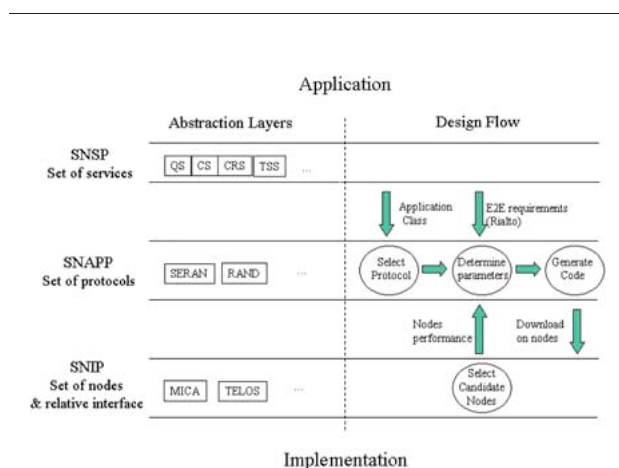 Application
Abstraction Layers
Design Flow
SNSP
Set of services
QS CS CRS TSS ...
Application
Class
E2E requirements
(Rialto)
SNAPP
Set of protocols
SERAN RAND ...
Select
Protocol
Determine
parameters
Generate
Code
Nodes
performance
Download
on nodes
SNIP
Set of nodes
& relative interface
MICA TELOS ...
Select
Candidate
Nodes
Implementation